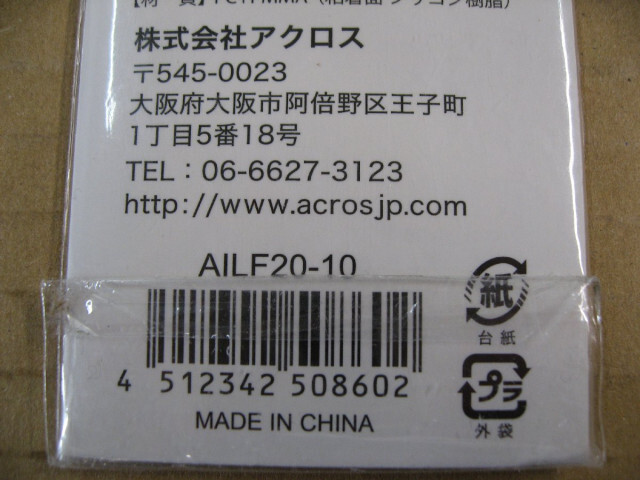 株式会社アクロス
〒545-0023
大阪府大阪市阿倍野区王子町
1丁目5番18号
TEL：06-6627-3123
http://www.acrosjp.com
AILF20-10
紙
台紙
4 512342 508602
プラ
外袋
MADE IN CHINA